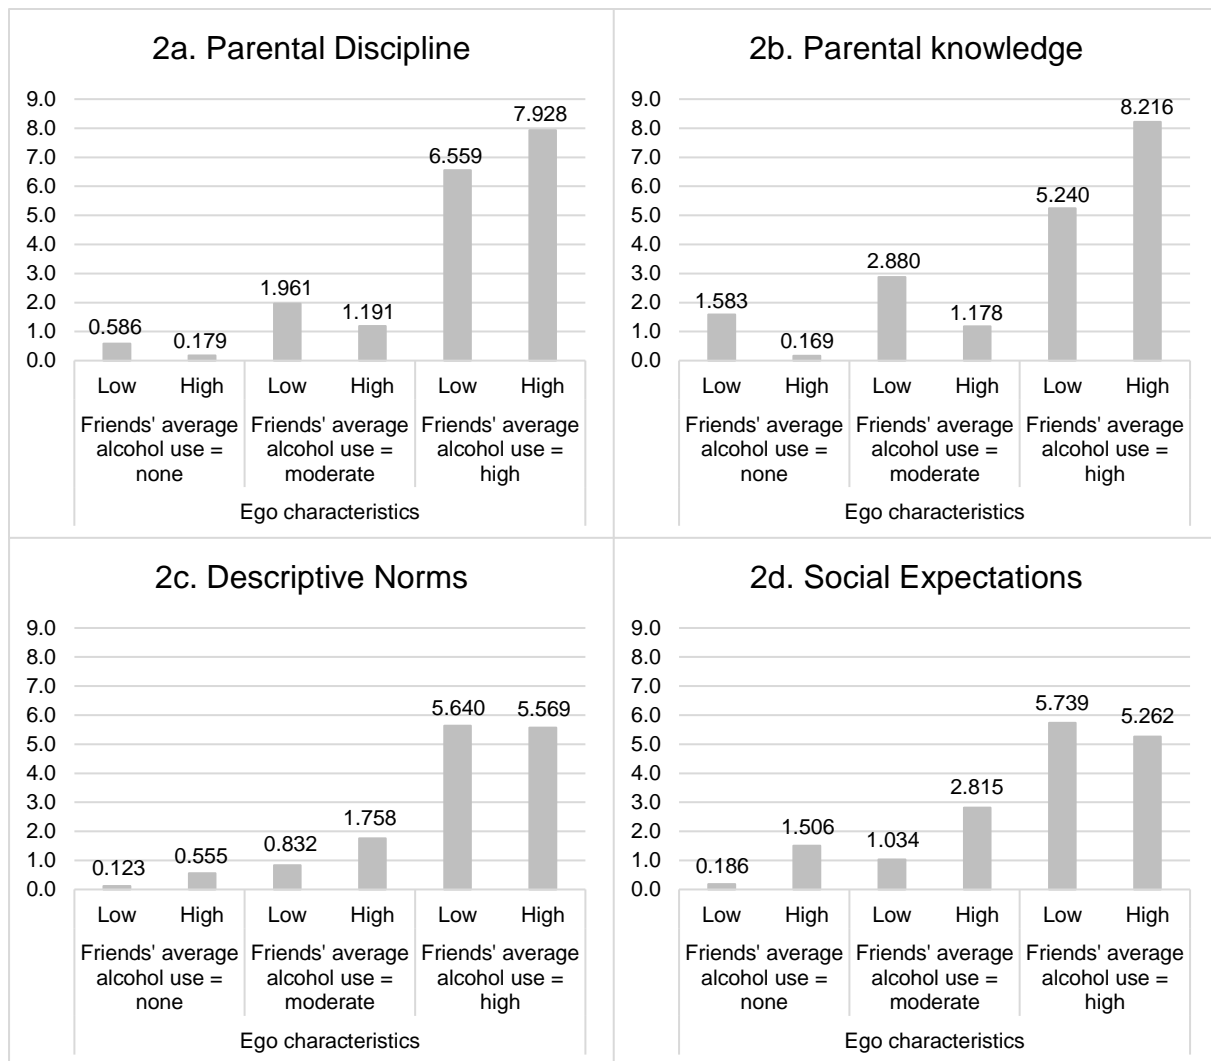 2a. Parental Discipline
9.0
8.0
7.0
6.0
5.0
4.0
3.0
2.0
1.0
0.0
0.586
0.179
1.961
1.191
6.559
7.928
Low High Low High Low High
Friends' average Friends' average Friends' average
alcohol use = alcohol use = alcohol use =
none moderate high
Ego characteristics
2b. Parental knowledge
9.0
8.0
7.0
6.0
5.0
4.0
3.0
2.0
1.0
0.0
1.583
0.169
2.880
1.178
5.240
8.216
Low High Low High Low High
Friends' average Friends' average Friends' average
alcohol use = alcohol use = alcohol use =
none moderate high
Ego characteristics
2c. Descriptive Norms
9.0
8.0
7.0
6.0
5.0
4.0
3.0
2.0
1.0
0.0
0.123
0.555
0.832
1.758
5.640
5.569
Low High Low High Low High
Friends' average Friends' average Friends' average
alcohol use = alcohol use = alcohol use =
none moderate high
Ego characteristics
2d. Social Expectations
9.0
8.0
7.0
6.0
5.0
4.0
3.0
2.0
1.0
0.0
0.186
1.506
1.034
2.815
5.739
5.262
Low High Low High Low High
Friends' average Friends' average Friends' average
alcohol use = alcohol use = alcohol use =
none moderate high
Ego characteristics